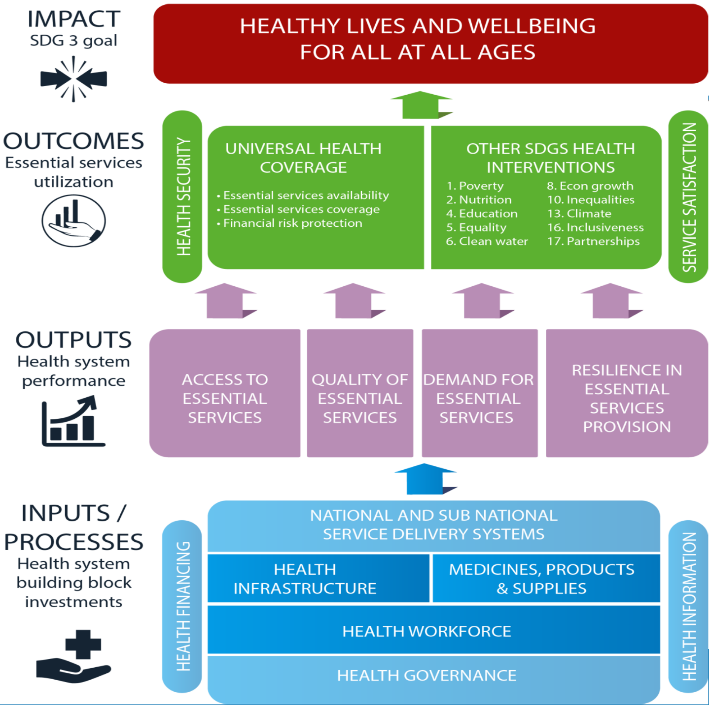 IMPACT
SDG 3 goal
HEALTHY LIVES AND WELLBEING
FOR ALL AT ALL AGES
OUTCOMES
Essential services
utilization
HEALTH SECURITY
UNIVERSAL HEALTH
COVERAGE
• Essential services availability
• Essential services coverage
• Financial risk protection
OTHER SDGS HEALTH
INTERVENTIONS
1. Poverty
2. Nutrition
4. Education
5. Equality
6. Clean water
8. Econ growth
10. Inequalities
13. Climate
16. Inclusiveness
17. Partnerships
SERVICE SATISFACTION
OUTPUTS
Health system
performance
ACCESS TO
ESSENTIAL
SERVICES
QUALITY OF
ESSENTIAL
SERVICES
DEMAND FOR
ESSENTIAL
SERVICES
RESILIENCE IN
ESSENTIAL
SERVICES
PROVISION
INPUTS /
PROCESSES
Health system
building block
investments
HEALTH FINANCING
NATIONAL AND SUB NATIONAL
SERVICE DELIVERY SYSTEMS
HEALTH
INFRASTRUCTURE
MEDICINES, PRODUCTS
& SUPPLIES
HEALTH WORKFORCE
HEALTH GOVERNANCE
HEALTH INFORMATION